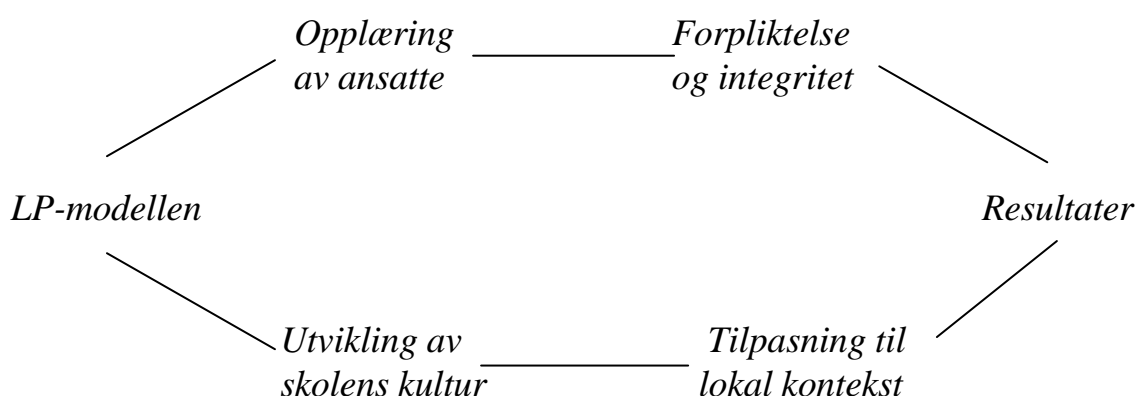 Opplæring
av ansatte
Forpliktelse
og integritet
LP-modellen
Resultater
Utvikling av
skolens kultur
Tilpasning til
lokal kontekst